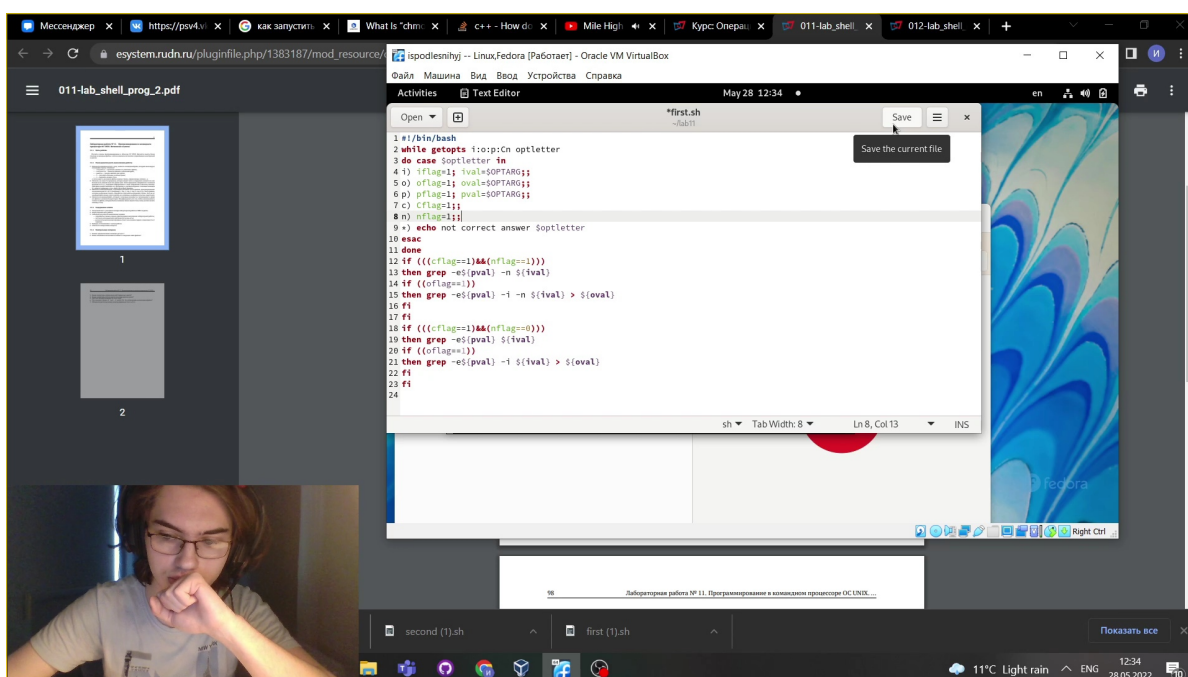 Мессенджер
https://psv4.v
как запустить
What Is "chmo
c++ - How do
Mile High
Курс: Операц
011-lab_shell_
012-lab_shell_
esystem.rudn.ru/pluginfile.php/1383187/mod_resource/
И
011-lab_shell_prog_2.pdf
1
2
ispodlesnihyj -- Linux,Fedora [Работает] - Oracle VM VirtualBox
Файл Машина Вид Ввод Устройства Справка
Activities Text Editor May 28 12:34 en
Open *first.sh Save
~/lab11
Save the current file
1 #!/bin/bash
2 while getopts i:o:p:Cn optletter
3 do case $optletter in
4 i) iflag=1; ival=$OPTARG;;
5 o) oflag=1; oval=$OPTARG;;
6 p) pflag=1; pval=$OPTARG;;
7 c) Cflag=1;;
8 n) nflag=1;;
9 *) echo not correct answer $optletter
10 esac
11 done
12 if (((cflag==1)&&(nflag==1)))
13 then grep -e${pval} -n ${ival}
14 if ((oflag==1))
15 then grep -e${pval} -i -n ${ival} > ${oval}
16 fi
17 fi
18 if (((cflag==1)&&(nflag==0)))
19 then grep -e${pval} ${ival}
20 if ((oflag==1))
21 then grep -e${pval} -i ${ival} > ${oval}
22 fi
23 fi
24
sh Tab Width: 8 Ln 8, Col 13 INS
fedora
Right Ctrl
98 Лабораторная работа № 11. Программирование в командном процессоре ОС UNIX. ...
second (1).sh
first (1).sh
Показать все
11°C Light rain ENG 12:34
28.05.2022